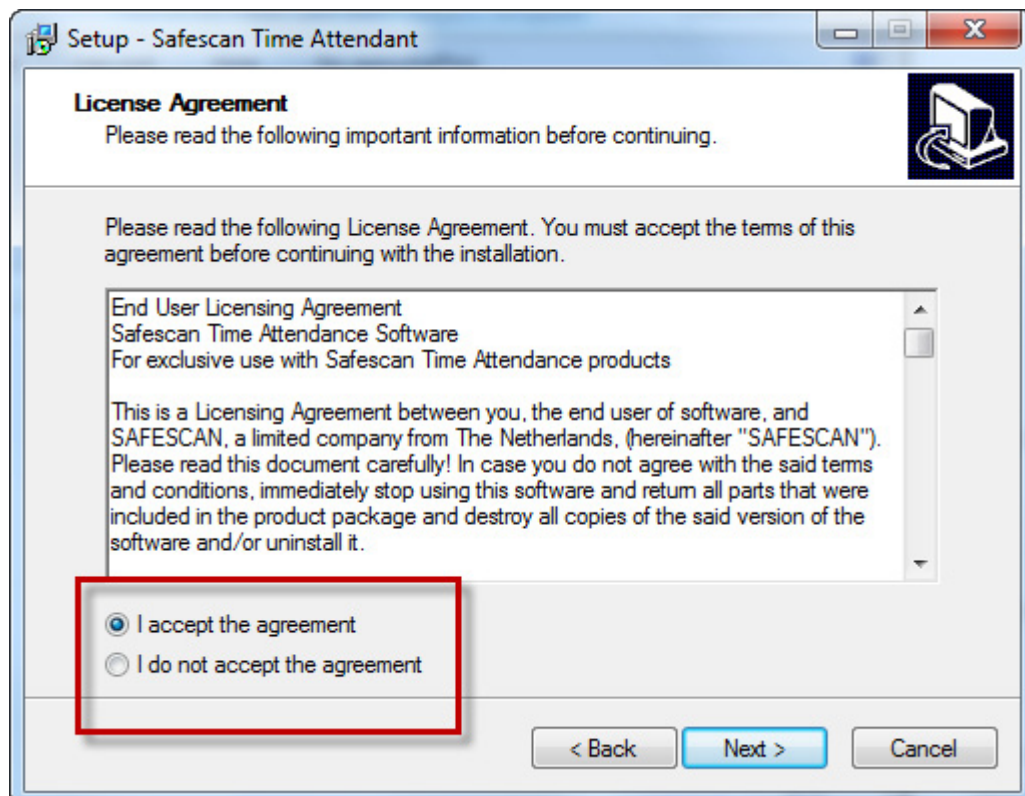 Setup - Safescan Time Attendant
License Agreement
Please read the following important information before continuing.
Please read the following License Agreement. You must accept the terms of this
agreement before continuing with the installation.
End User Licensing Agreement
Safescan Time Attendance Software
For exclusive use with Safescan Time Attendance products
This is a Licensing Agreement between you, the end user of software, and
SAFESCAN, a limited company from The Netherlands, (hereinafter "SAFESCAN").
Please read this document carefully! In case you do not agree with the said terms
and conditions, immediately stop using this software and return all parts that were
included in the product package and destroy all copies of the said version of the
software and/or uninstall it.
I accept the agreement
I do not accept the agreement
< Back
Next >
Cancel